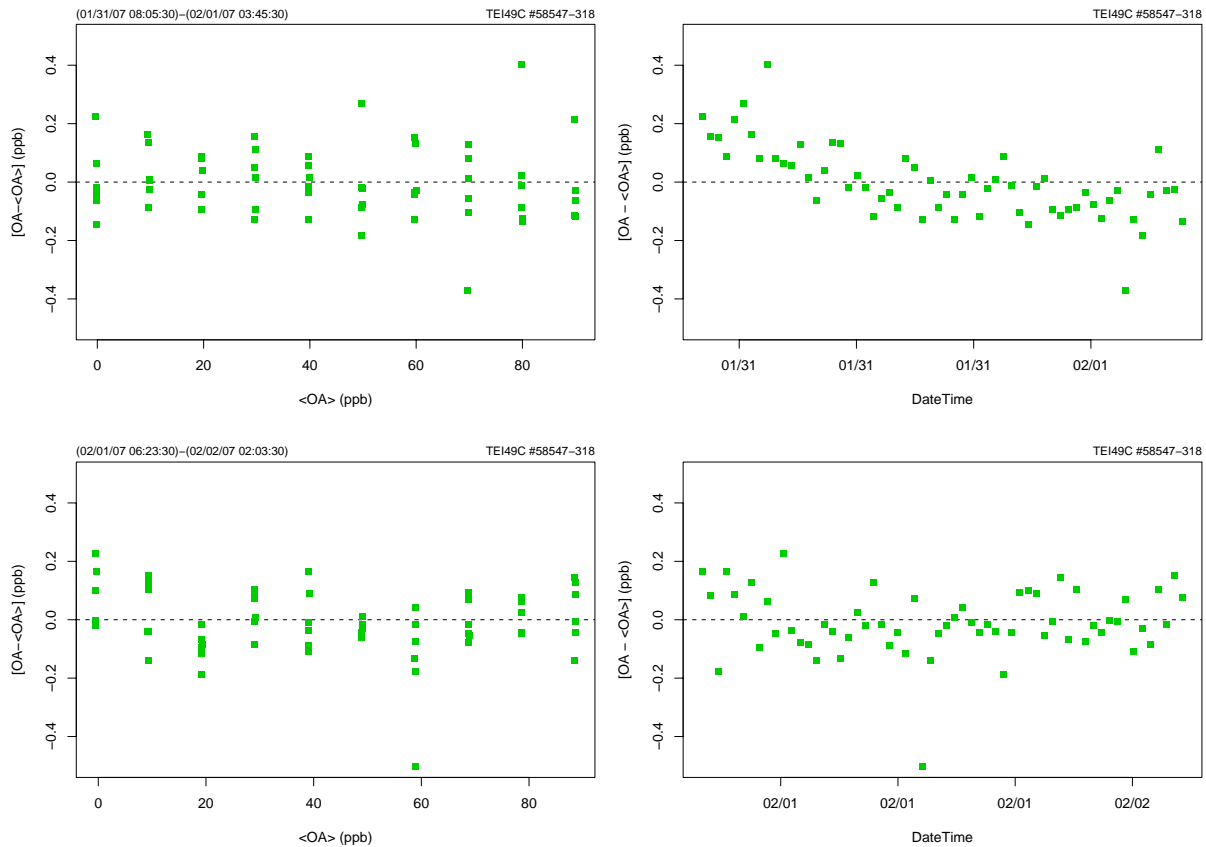 (01/31/07 08:05:30)−(02/01/07 03:45:30) TEI49C #58547−318
[OA−<OA>] (ppb)
0.4
0.2
0.0
−0.2
−0.4
0 20 40 60 80
<OA> (ppb)
TEI49C #58547−318
[OA − <OA>] (ppb)
0.4
0.2
0.0
−0.2
−0.4
01/31 01/31 01/31 02/01
DateTime
(02/01/07 06:23:30)−(02/02/07 02:03:30) TEI49C #58547−318
[OA−<OA>] (ppb)
0.4
0.2
0.0
−0.2
−0.4
0 20 40 60 80
<OA> (ppb)
TEI49C #58547−318
[OA − <OA>] (ppb)
0.4
0.2
0.0
−0.2
−0.4
02/01 02/01 02/01 02/02
DateTime